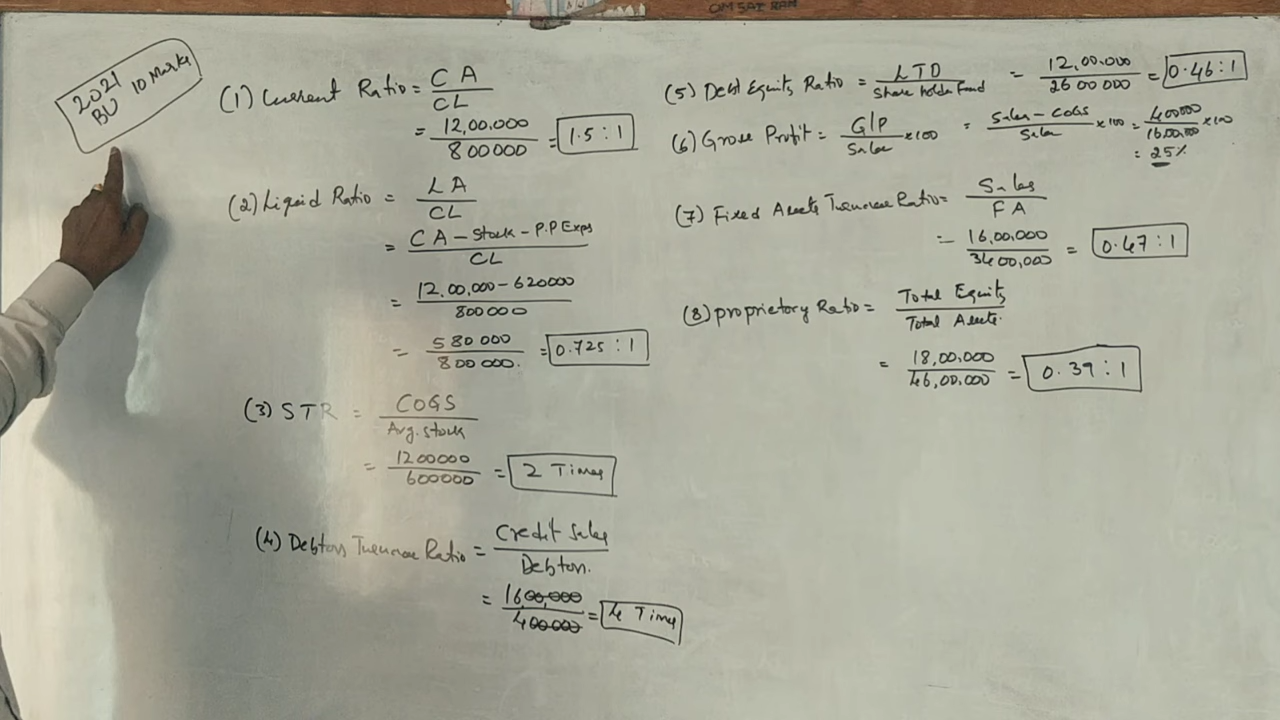 OM SAI RAM
2021
BU 10 Marks
(1) Current Ratio = CA / CL
= 12,00,000 / 800000 = 1.5 : 1
(2) Liquid Ratio = LA / CL
= CA - Stock - P.P Exps / CL
= 12,00,000 - 620000 / 800000
= 580000 / 800000. = 0.725 : 1
(3) STR = COGS / Avg. Stock
= 1200000 / 600000 = 2 Times
(4) Debtors Turnover Ratio = Credit Sales / Debtors.
= 1600,000 / 400000 = 4 Times
(5) Debt Equity Ratio = LTD / Share holder Fund = 12,00,000 / 2600000 = 0.46 : 1
(6) Gross Profit = G/P / Sales × 100 = Sales - COGS / Sales × 100 = 400000 / 16,00,000 × 100
= 25%
(7) Fixed Assets Turnover Ratio = Sales / FA
= 16,00,000 / 3400,000 = 0.47 : 1
(8) Proprietory Ratio = Total Equity / Total Assets.
= 18,00,000 / 46,00,000 = 0.39 : 1